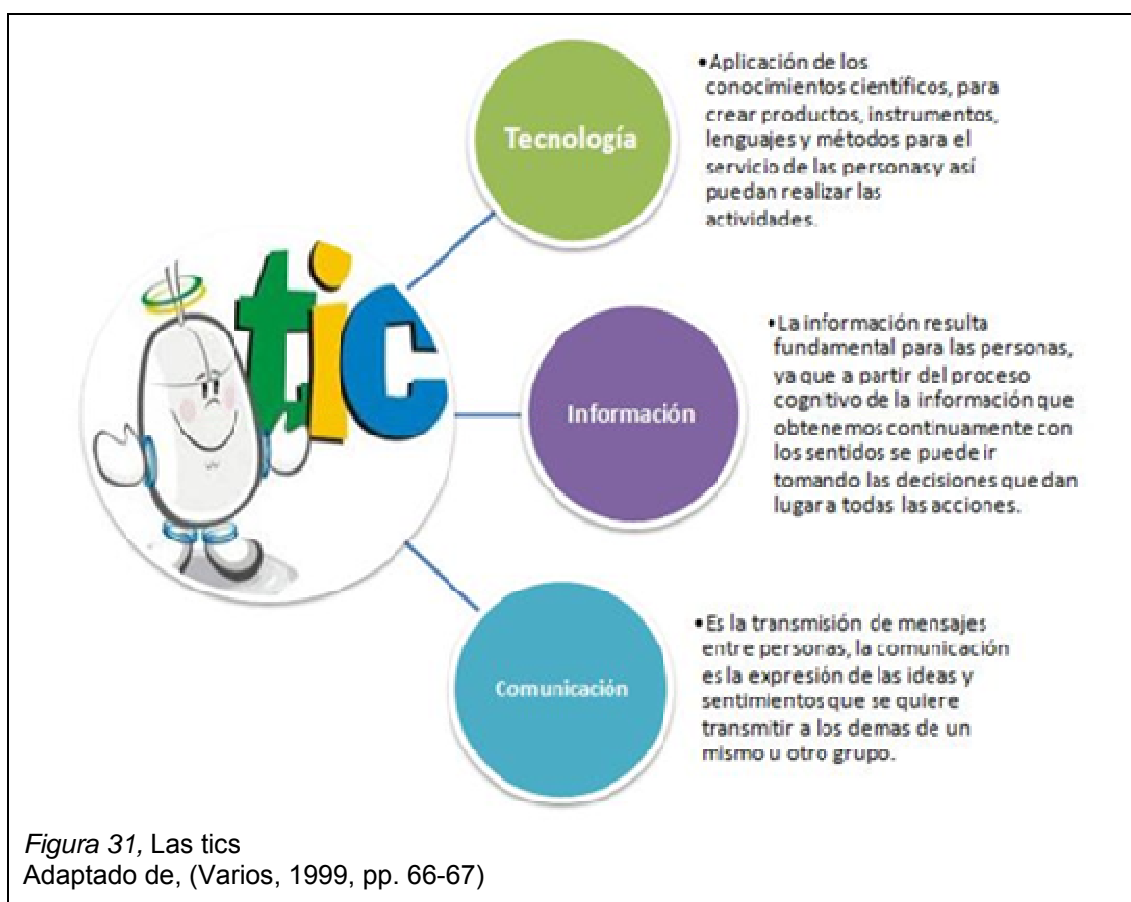 Tecnología
•Aplicación de los
conocimientos científicos, para
crear productos, instrumentos,
lenguajes y métodos para el
servicio de las personas y así
puedan realizar las
actividades.
tic
Información
•La información resulta
fundamental para las personas,
ya que a partir del proceso
cognitivo de la información que
obtenemos continuamente con
los sentidos se puede ir
tomando las decisiones que dan
lugar a todas las acciones.
Comunicación
•Es la transmisión de mensajes
entre personas, la comunicación
es la expresión de las ideas y
sentimientos que se quiere
transmitir a los demas de un
mismo u otro grupo.
Figura 31, Las tics
Adaptado de, (Varios, 1999, pp. 66-67)